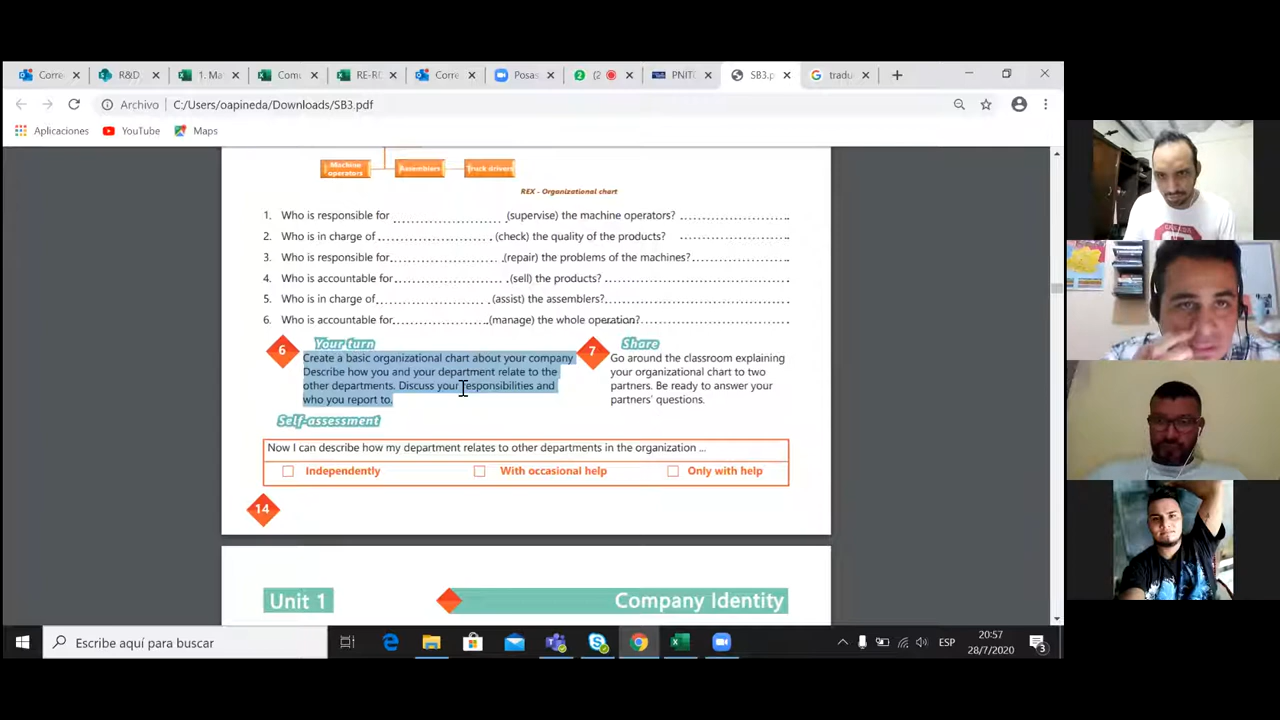 Corre
R&D
1. Ma
Comu
RE-R
Corre
Posas
(2
PNIT
SB3.p
tradu
Archivo
C:/Users/oapineda/Downloads/SB3.pdf
Aplicaciones
YouTube
Maps
Machine operators
Assemblers
Truck drivers
REX - Organizational chart
1. Who is responsible for .......................... (supervise) the machine operators? ..........................
2. Who is in charge of .......................... (check) the quality of the products? ..........................
3. Who is responsible for .......................... (repair) the problems of the machines? ..........................
4. Who is accountable for .......................... (sell) the products? ..........................
5. Who is in charge of .......................... (assist) the assemblers? ..........................
6. Who is accountable for .......................... (manage) the whole operation? ..........................
6 Your turn
Create a basic organizational chart about your company
Describe how you and your department relate to the
other departments. Discuss your responsibilities and
who you report to.
7 Share
Go around the classroom explaining
your organizational chart to two
partners. Be ready to answer your
partners' questions.
Self-assessment
Now I can describe how my department relates to other departments in the organization ...
Independently
With occasional help
Only with help
14
Unit 1
Company Identity
Escribe aquí para buscar
ESP
20:57
28/7/2020
3